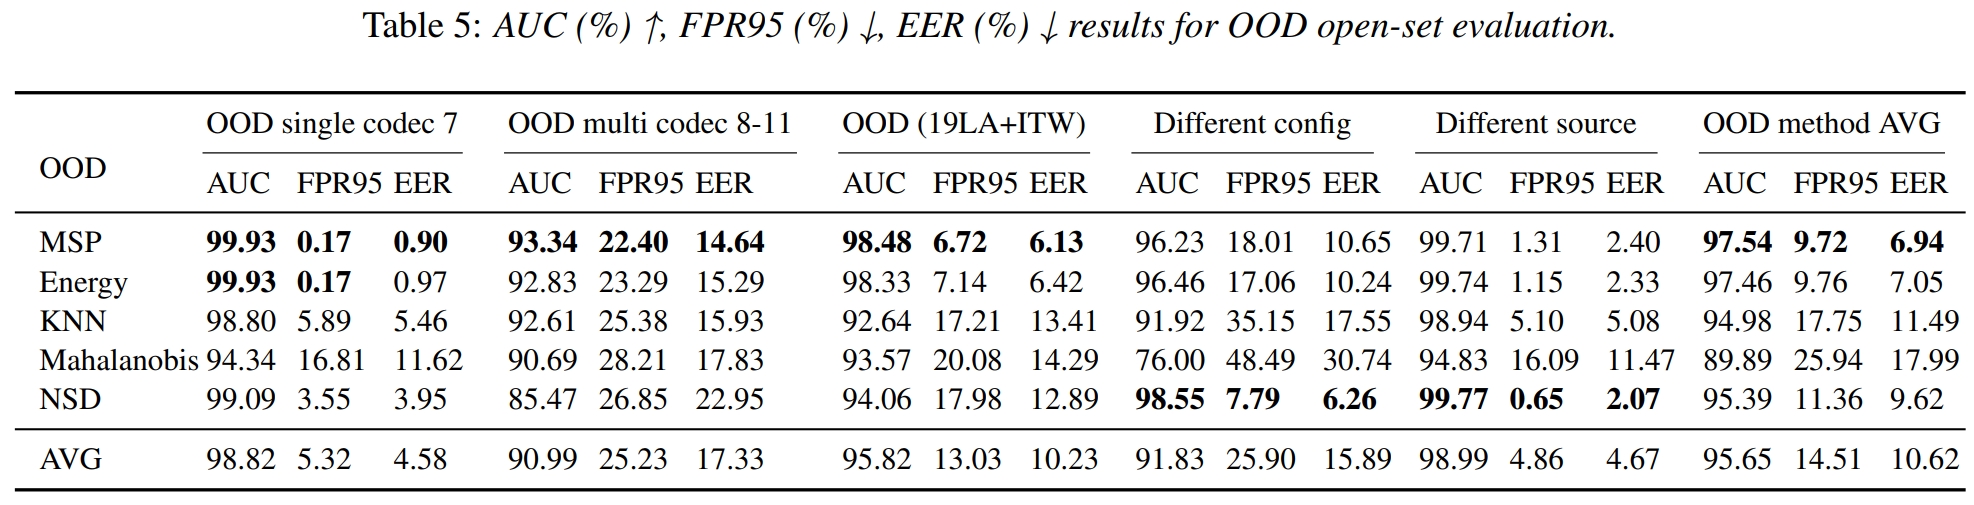 Table 5: AUC (%) ↑, FPR95 (%) ↓, EER (%) ↓ results for OOD open-set evaluation.
OOD single codec 7 OOD multi codec 8-11 OOD (19LA+ITW) Different config Different source OOD method AVG
OOD
AUC FPR95 EER AUC FPR95 EER AUC FPR95 EER AUC FPR95 EER AUC FPR95 EER AUC FPR95 EER
MSP 99.93 0.17 0.90 93.34 22.40 14.64 98.48 6.72 6.13 96.23 18.01 10.65 99.71 1.31 2.40 97.54 9.72 6.94
Energy 99.93 0.17 0.97 92.83 23.29 15.29 98.33 7.14 6.42 96.46 17.06 10.24 99.74 1.15 2.33 97.46 9.76 7.05
KNN 98.80 5.89 5.46 92.61 25.38 15.93 92.64 17.21 13.41 91.92 35.15 17.55 98.94 5.10 5.08 94.98 17.75 11.49
Mahalanobis 94.34 16.81 11.62 90.69 28.21 17.83 93.57 20.08 14.29 76.00 48.49 30.74 94.83 16.09 11.47 89.89 25.94 17.99
NSD 99.09 3.55 3.95 85.47 26.85 22.95 94.06 17.98 12.89 98.55 7.79 6.26 99.77 0.65 2.07 95.39 11.36 9.62
AVG 98.82 5.32 4.58 90.99 25.23 17.33 95.82 13.03 10.23 91.83 25.90 15.89 98.99 4.86 4.67 95.65 14.51 10.62